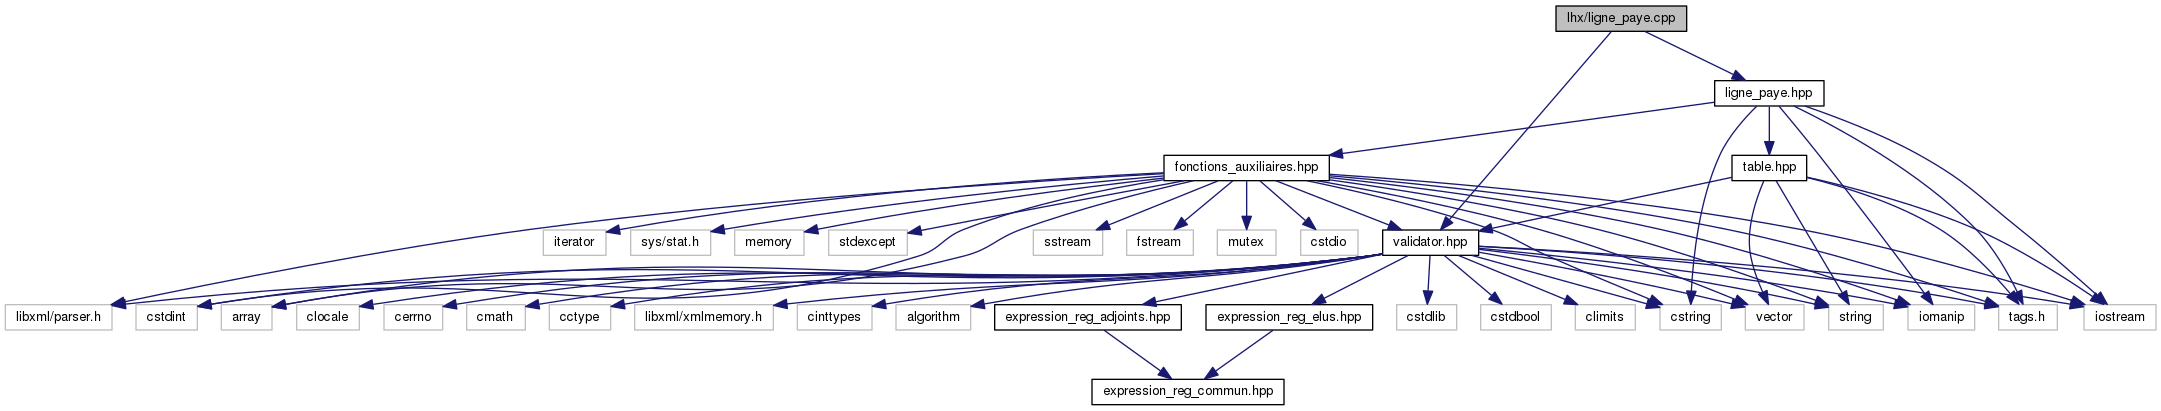 lhx/ligne_paye.cpp
ligne_paye.hpp
fonctions_auxiliaires.hpp
table.hpp
iterator
sys/stat.h
memory
stdexcept
sstream
fstream
mutex
cstdio
validator.hpp
libxml/parser.h
cstdint
array
clocale
cerrno
cmath
cctype
libxml/xmlmemory.h
cinttypes
algorithm
expression_reg_adjoints.hpp
expression_reg_elus.hpp
cstdlib
cstdbool
climits
cstring
vector
string
iomanip
tags.h
iostream
expression_reg_commun.hpp